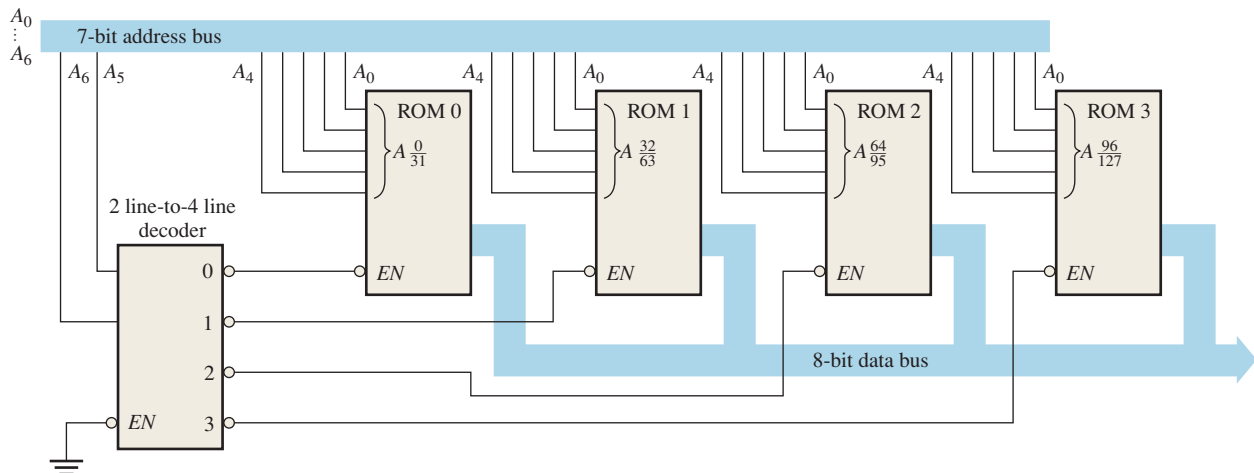 A0
⋮
A6
7-bit address bus
A6 A5 A4 A0 A4 A0 A4 A0 A4 A0
ROM 0 ROM 1 ROM 2 ROM 3
A 0/31 A 32/63 A 64/95 A 96/127
2 line-to-4 line
decoder
0 EN EN EN EN
1
2 8-bit data bus
EN 3